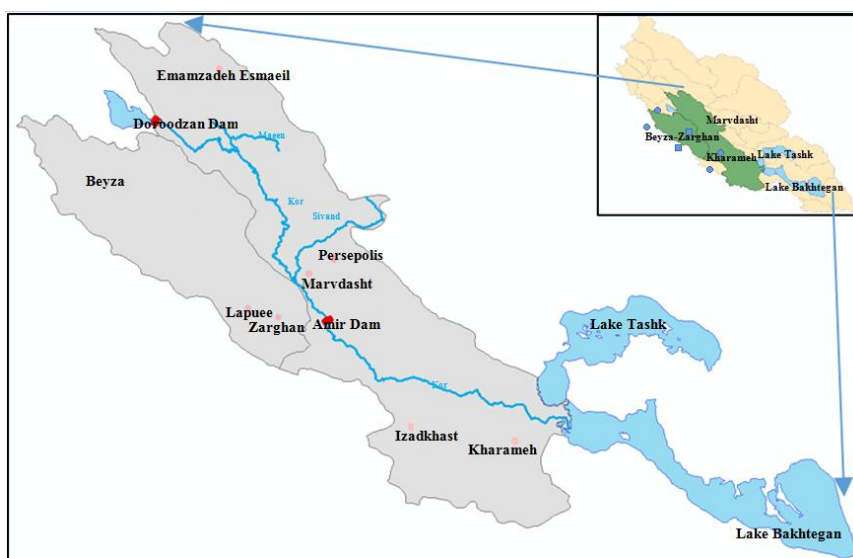 Emamzadeh Esmaeil
Doroodzan Dam
Maeen
Beyza
Kor
Sivand
Persepolis
Marvdasht
Lapuee
Zarghan
Amir Dam
Kor
Izadkhast
Kharameh
Lake Tashk
Lake Bakhtegan
Marvdasht
Beyza-Zarghan
Kharameh
Lake Tashk
Lake Bakhtegan